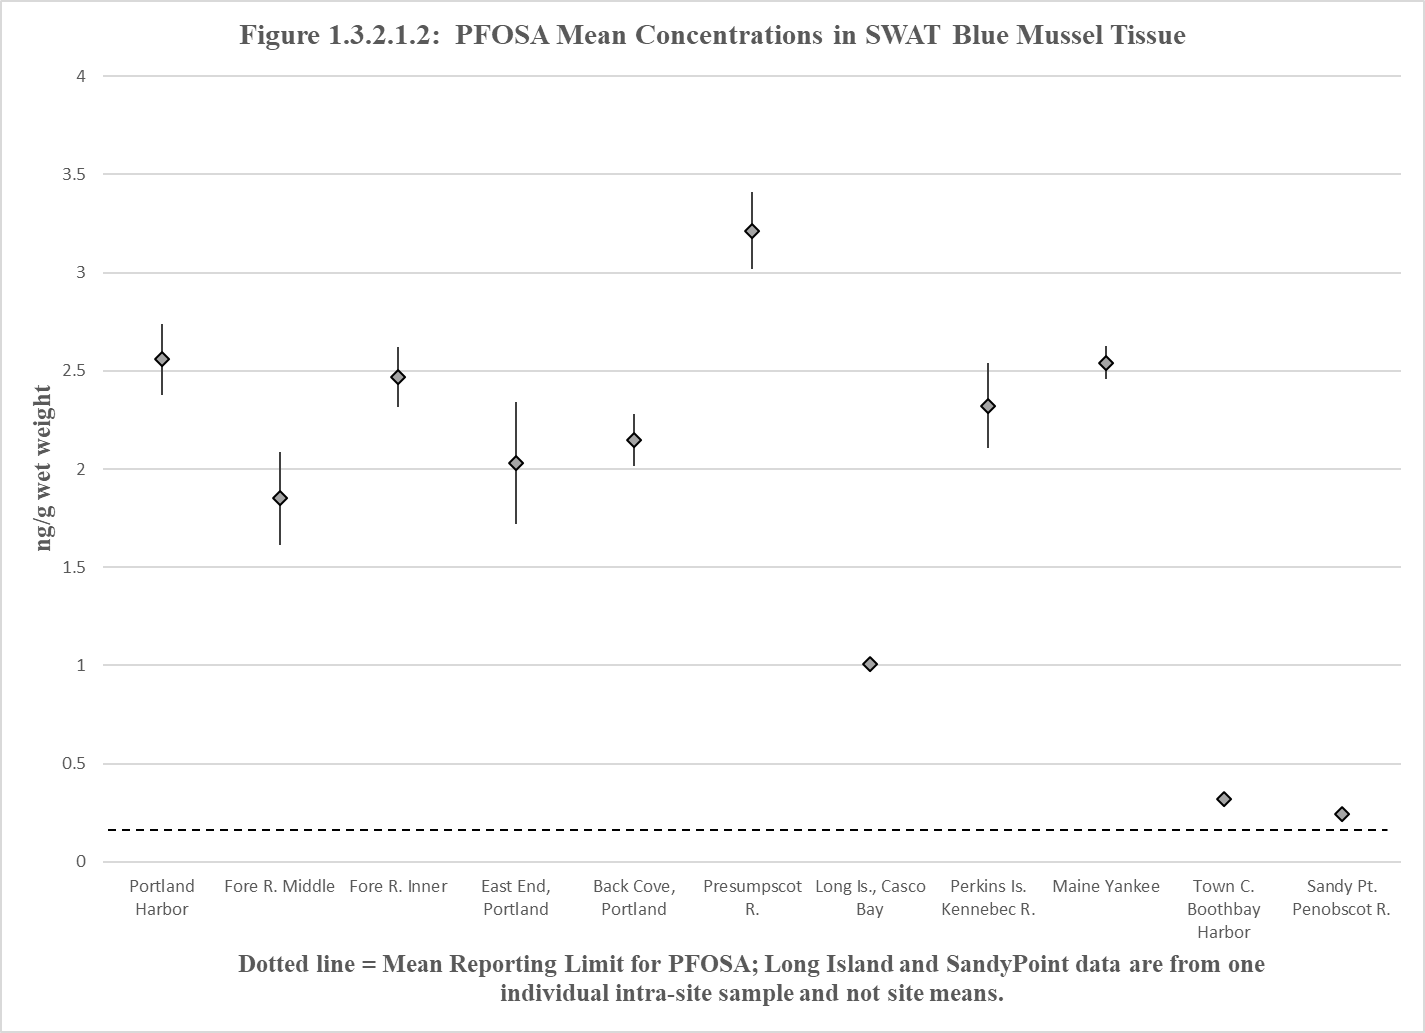 Figure 1.3.2.1.2:  PFOSA Mean Concentrations in SWAT Blue Mussel Tissue
4
3.5
3
2.5
2
1.5
1
0.5
0
ng/g wet weight
Portland
Harbor
Fore R. Middle
Fore R. Inner
East End,
Portland
Back Cove,
Portland
Presumpscot
R.
Long Is., Casco
Bay
Perkins Is.
Kennebec R.
Maine Yankee
Town C.
Boothbay
Harbor
Sandy Pt.
Penobscot R.
Dotted line = Mean Reporting Limit for PFOSA; Long Island and SandyPoint data are from one
individual intra-site sample and not site means.